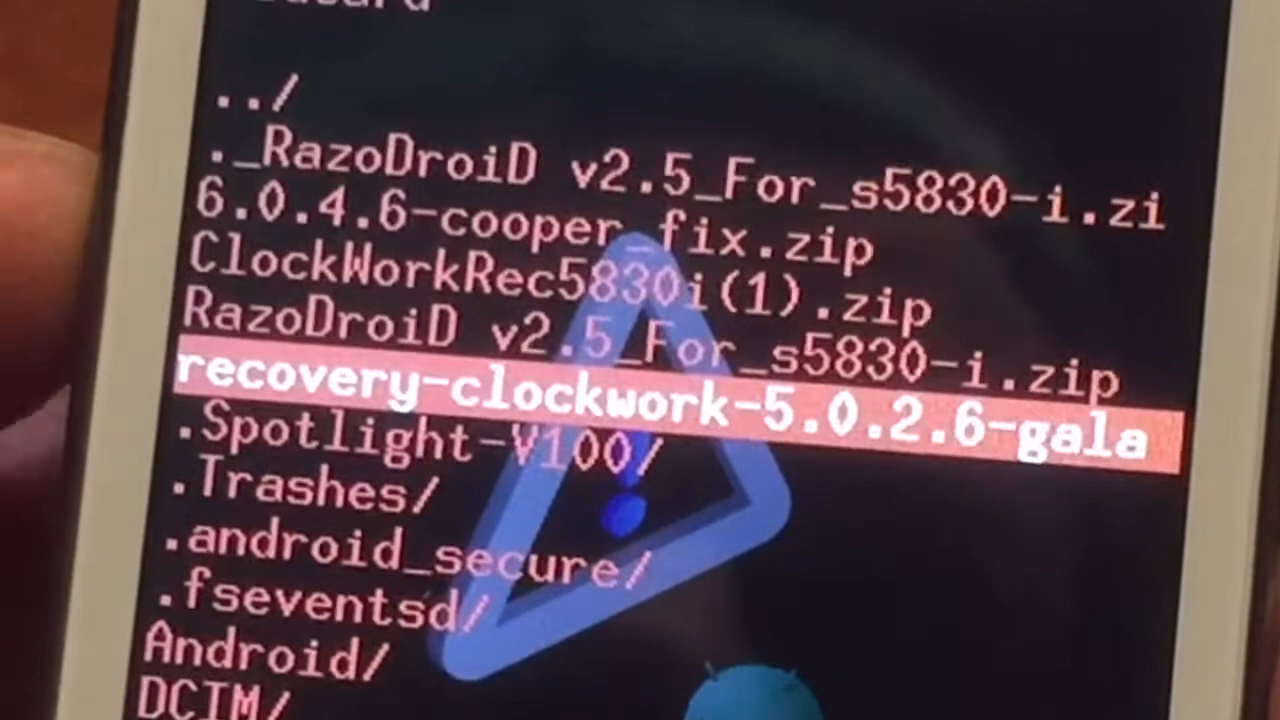 ../
._RazoDroiD v2.5_For_s5830-i.zi
6.0.4.6-cooper_fix.zip
ClockWorkRec5830i(1).zip
RazoDroiD v2.5_For_s5830-i.zip
recovery-clockwork-5.0.2.6-gala
.Spotlight-V100/
.Trashes/
.android_secure/
.fseventsd/
Android/
DCIM/